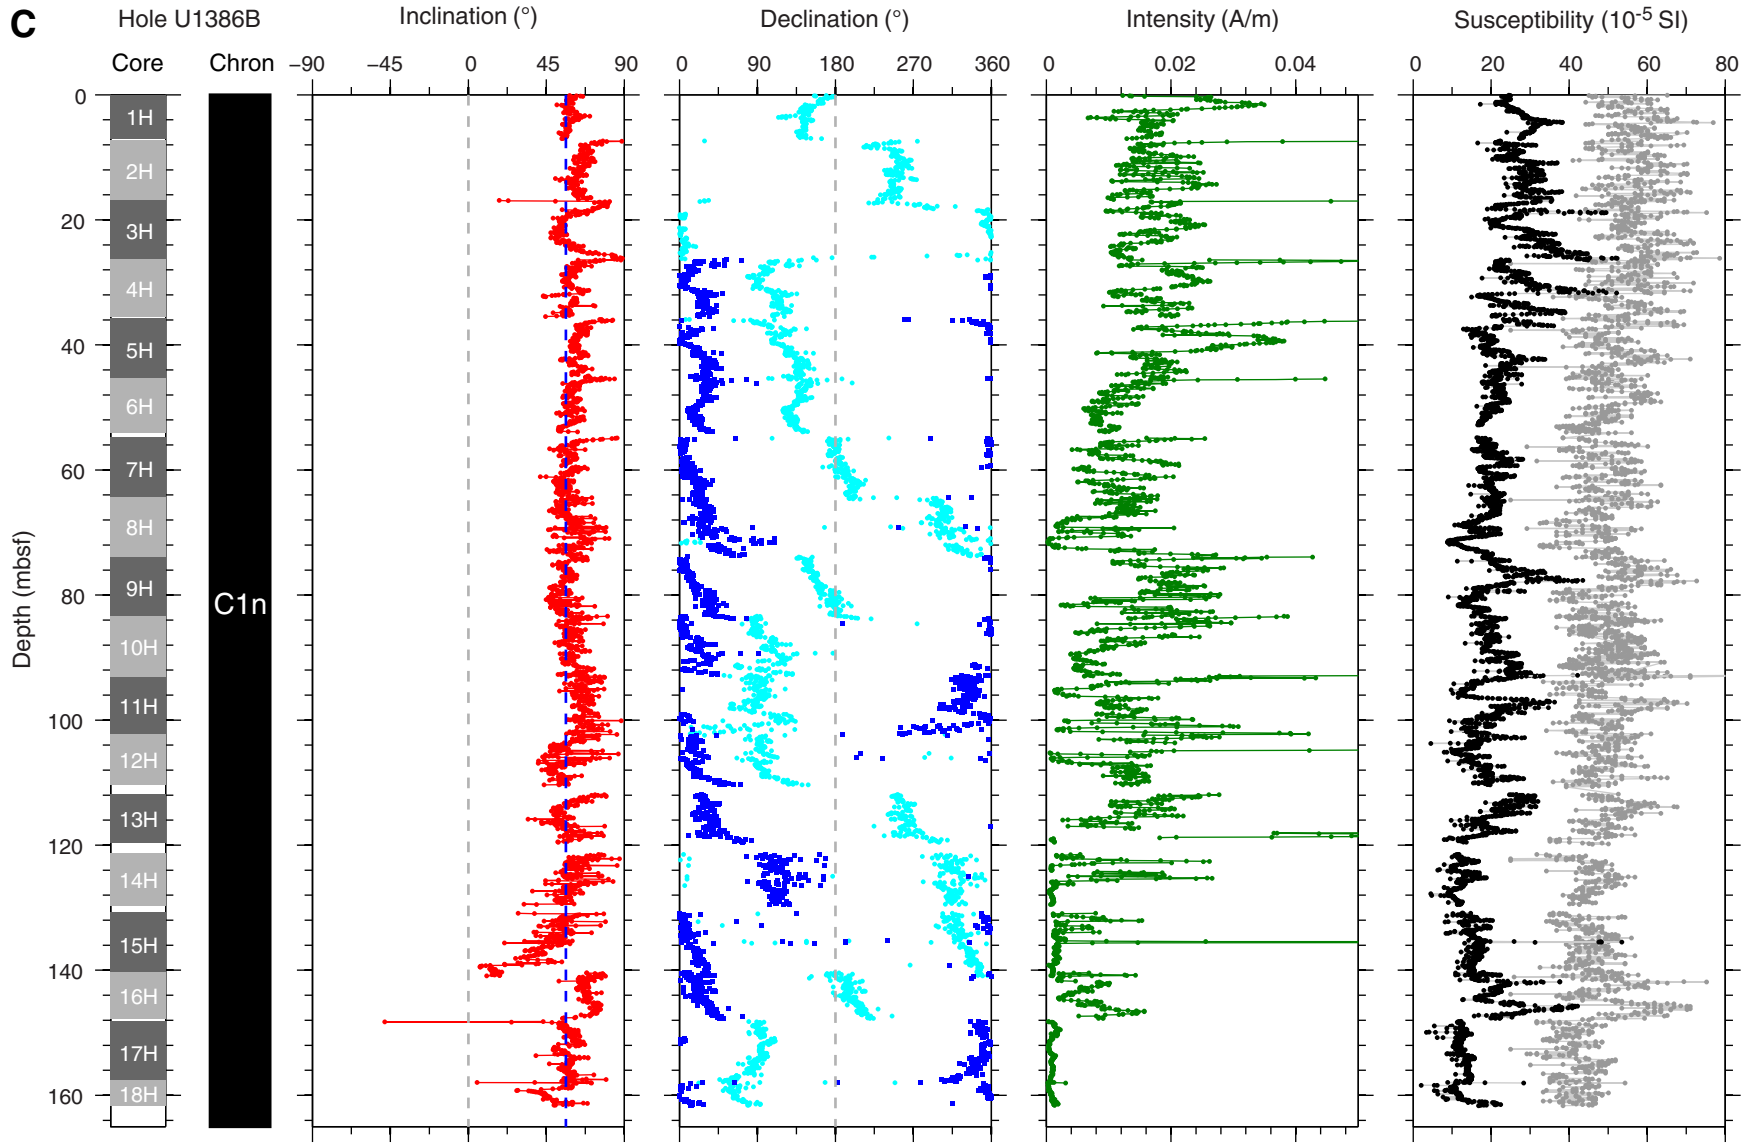 C
Hole U1386B
Inclination (°)
Declination (°)
Intensity (A/m)
Susceptibility (10⁻⁵ SI)
Core
Chron
−90 −45 0 45 90
0 90 180 270 360
0 0.02 0.04
0 20 40 60 80
Depth (mbsf)
0
20
40
60
80
100
120
140
160
1H
2H
3H
4H
5H
6H
7H
8H
9H
10H
11H
12H
13H
14H
15H
16H
17H
18H
C1n